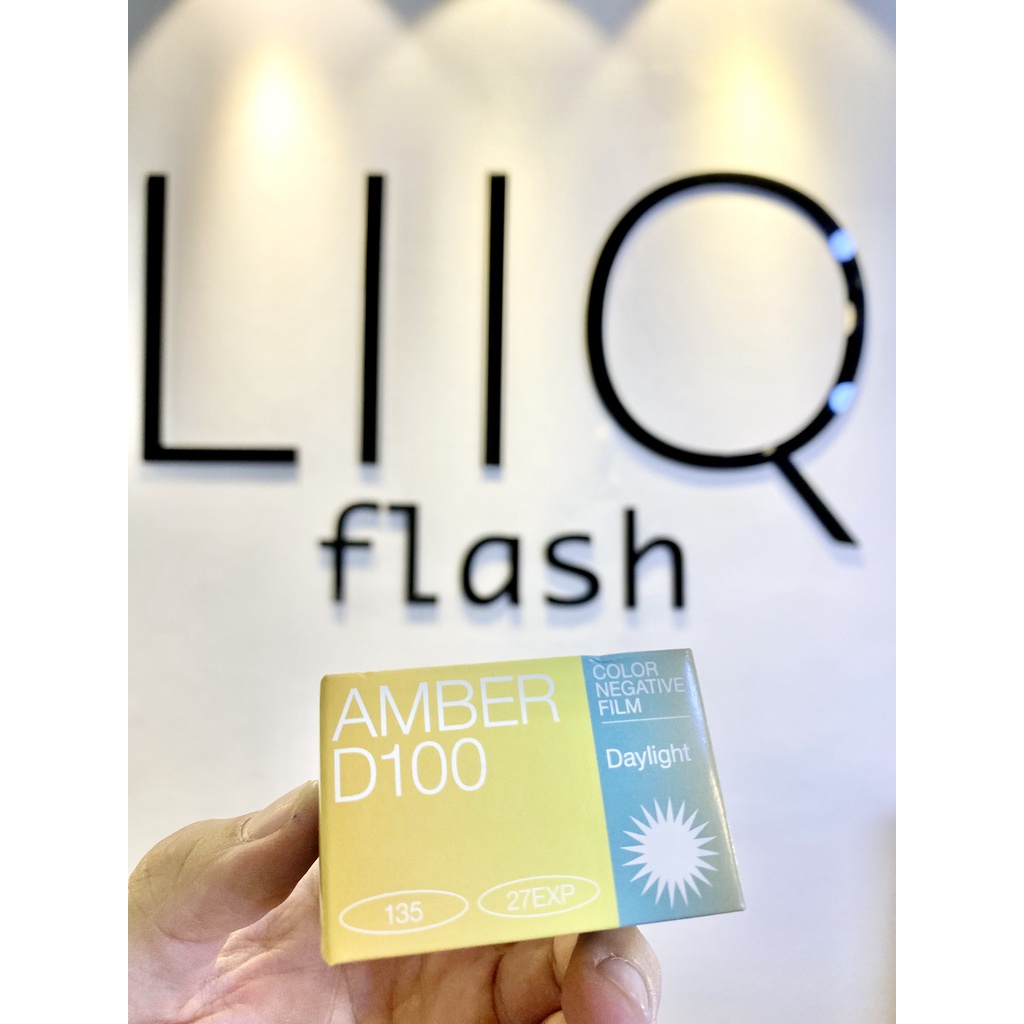 LIIQ
flash
AMBER
D100
135
27EXP
COLOR
NEGATIVE
FILM
Daylight